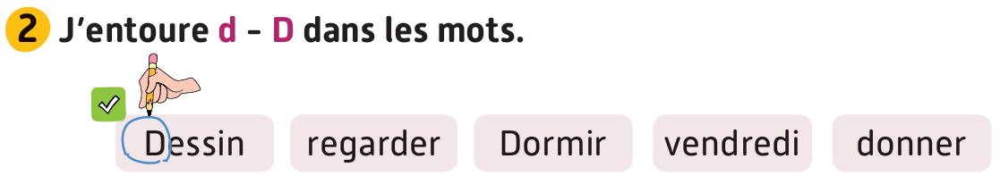 2 J'entoure d - D dans les mots.
Dessin regarder Dormir vendredi donner